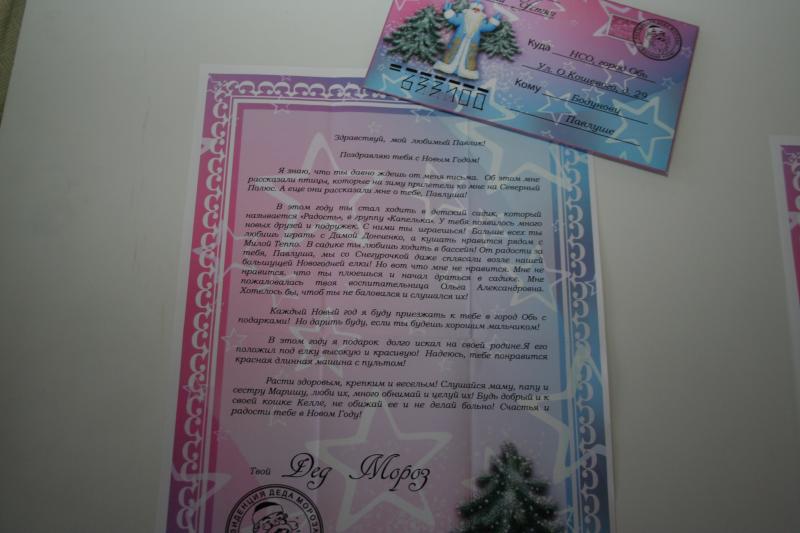 Устюг
Куда НСО, город Обь
Ул. О.Кошевого, д. 29
Кому Бодунову
Павлуше
633100
Здравствуй, мой любимый Павлик!
Поздравляю тебя с Новым Годом!
Я знаю, что ты давно ждешь от меня письма. Об этом мне
рассказали птицы, которые на зиму прилетели ко мне на Северный
Полюс. А еще они рассказали мне о тебе, Павлуша!
В этом году ты стал ходить в детский садик, который
называется «Радость», в группу «Капелька». У тебя появилось много
новых друзей и подружек. С ними ты играешься! Больше всех ты
любишь играть с Димой Донченко, а кушать нравится рядом с
Милой Теппо. В садике ты любишь ходить в бассейн! От радости за
тебя, Павлуша, мы со Снегурочкой даже сплясали возле нашей
большущей Новогодней елки! Но вот что мне не нравится. Мне не
нравится, что ты плюешься и начал драться в садике. Мне
пожаловалась твоя воспитательница Ольга Александровна.
Хотелось бы, чтоб ты не баловался и слушался их!
Каждый Новый год я буду приезжать к тебе в город Обь с
подарками! Но дарить буду, если ты будешь хорошим мальчиком!
В этом году я подарок долго искал на своей родине.Я его
положил под елку высокую и красивую! Надеюсь, тебе понравится
красная длинная машина с пультом!
Расти здоровым, крепким и веселым! Слушайся маму, папу и
сестру Маришу, люби их, много обнимай и целуй их! Будь добрый и к
своей кошке Келле, не обижай ее и не делай больно! Счастья и
радости тебе в Новом Году!
Твой Дед Мороз
ДЕНЦИЯ ДЕДА МОРОЗА